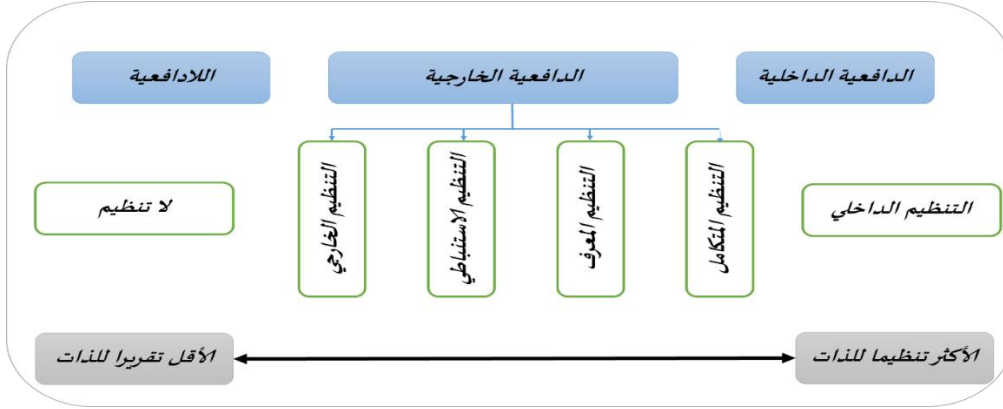 الدافعية الداخلية
الدافعية الخارجية
اللادافعية
التنظيم الداخلي
التنظيم المتكامل
التنظيم المعرف
التنظيم الاستنباطي
التنظيم الخارجي
لا تنظيم
الأكثر تنظيما للذات
الأقل تقريرا للذات